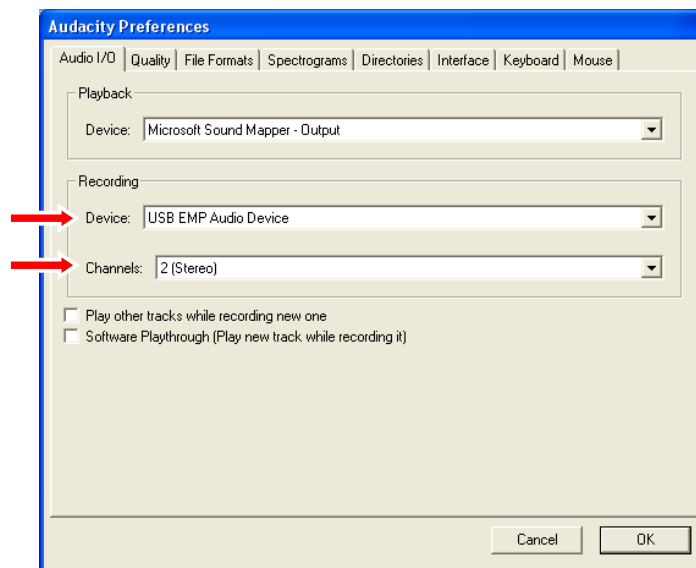 Audacity Preferences
Audio I/O Quality File Formats Spectrograms Directories Interface Keyboard Mouse
Playback
Device: Microsoft Sound Mapper - Output
Recording
Device: USB EMP Audio Device
Channels: 2 (Stereo)
Play other tracks while recording new one
Software Playthrough (Play new track while recording it)
Cancel OK